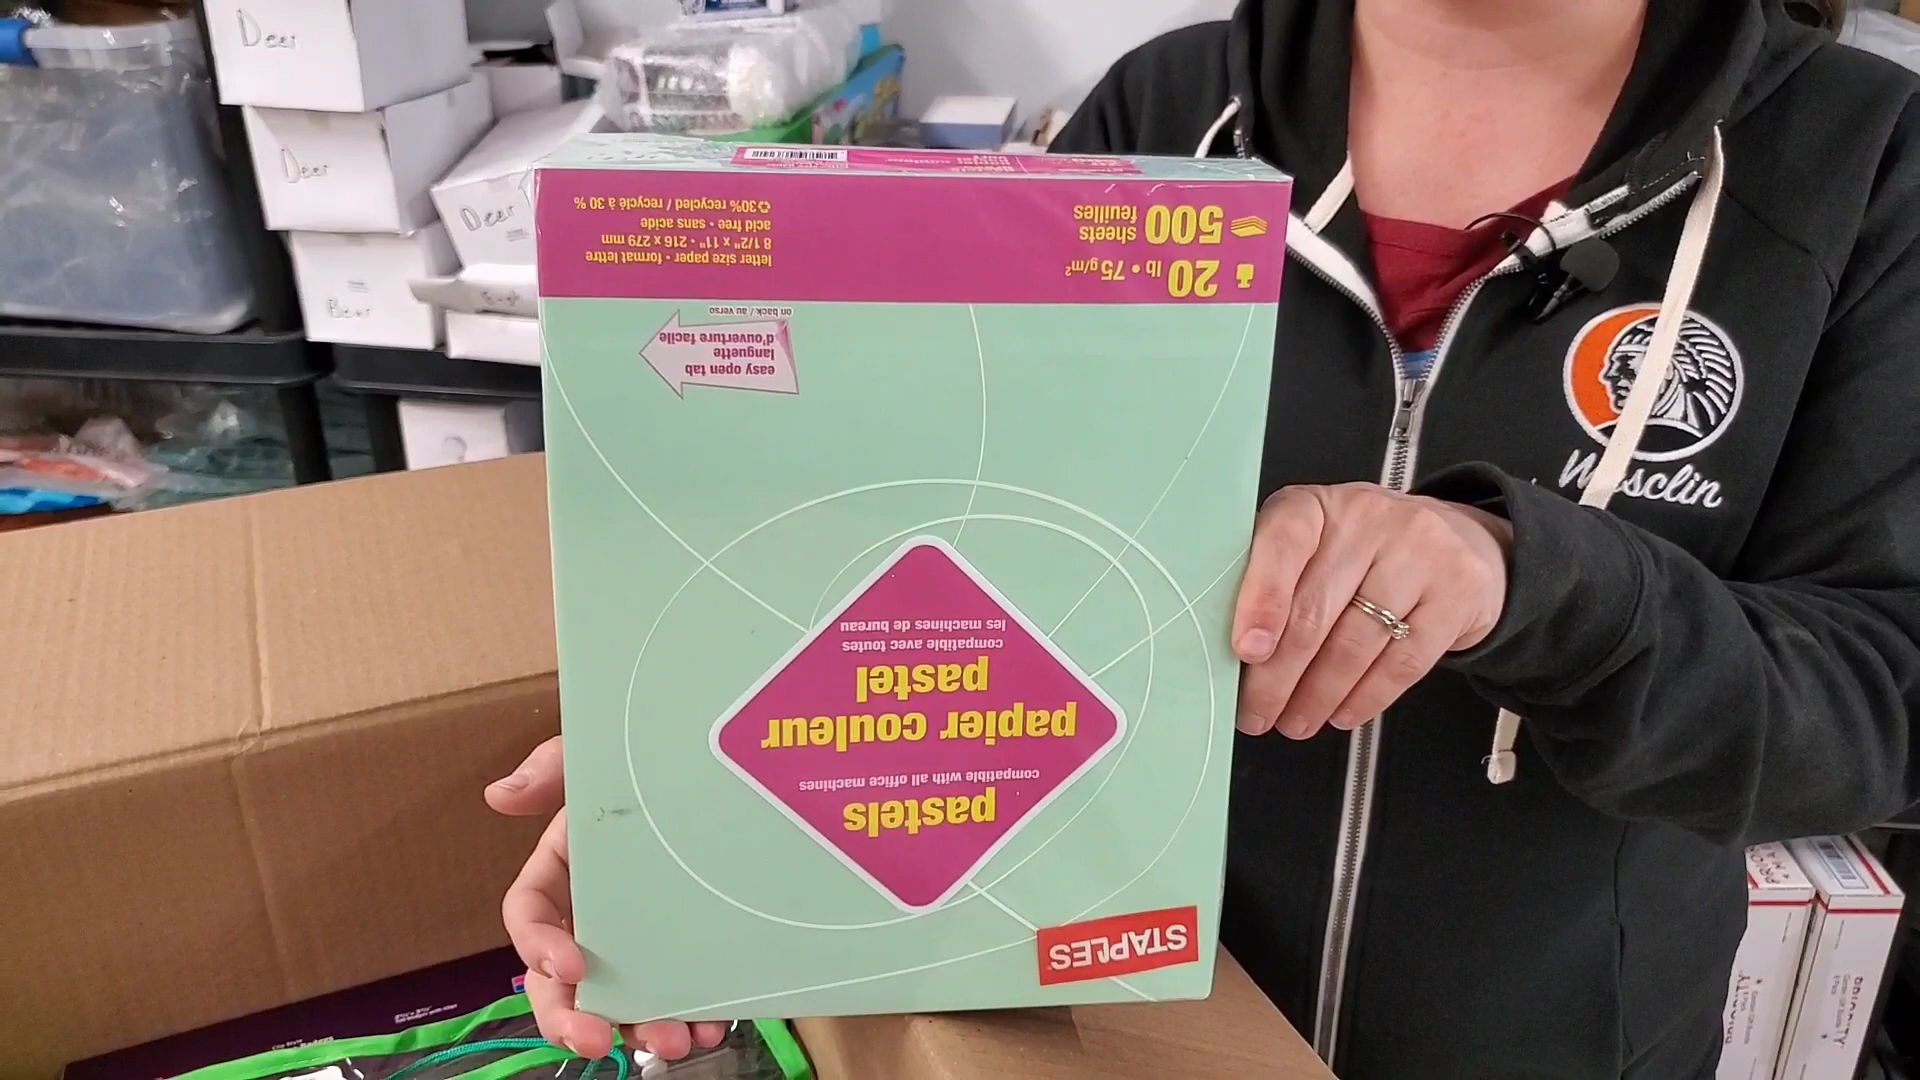 STAPLES
pastels
compatible with all office machines
papier couleur
pastel
compatible avec toutes
les machines de bureau
easy open tab
languette
d'ouverture facile
on back / au verso
20 lb • 75 g/m²
500 sheets
feuilles
letter size paper • format lettre
8 1/2" x 11" • 216 x 279 mm
acid free • sans acide
30% recycled / recyclé à 30 %
Deer
Deer
Deer
Bear
PRIORITY